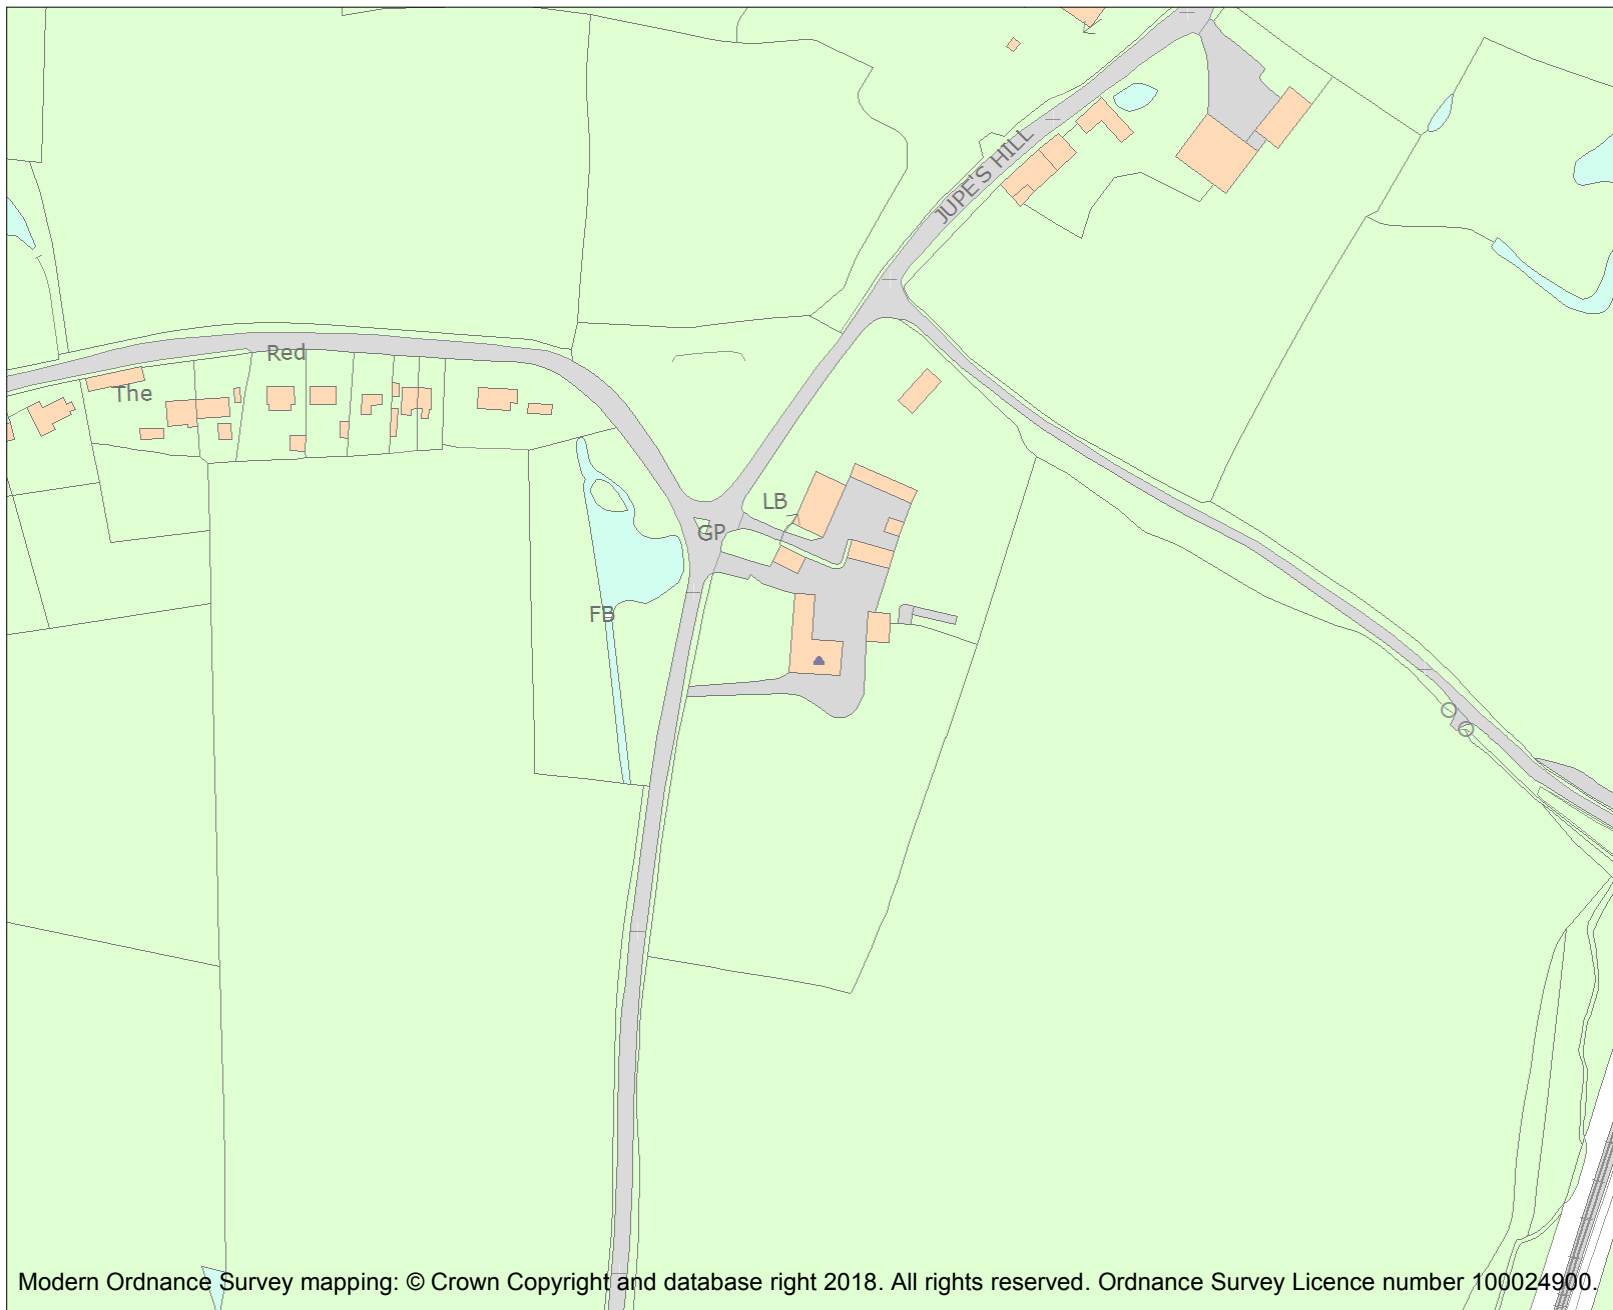 JUPE'S HILL
Red
The
LB
GP
FB
Modern Ordnance Survey mapping: © Crown Copyright and database right 2018. All rights reserved. Ordnance Survey Licence number 100024900.